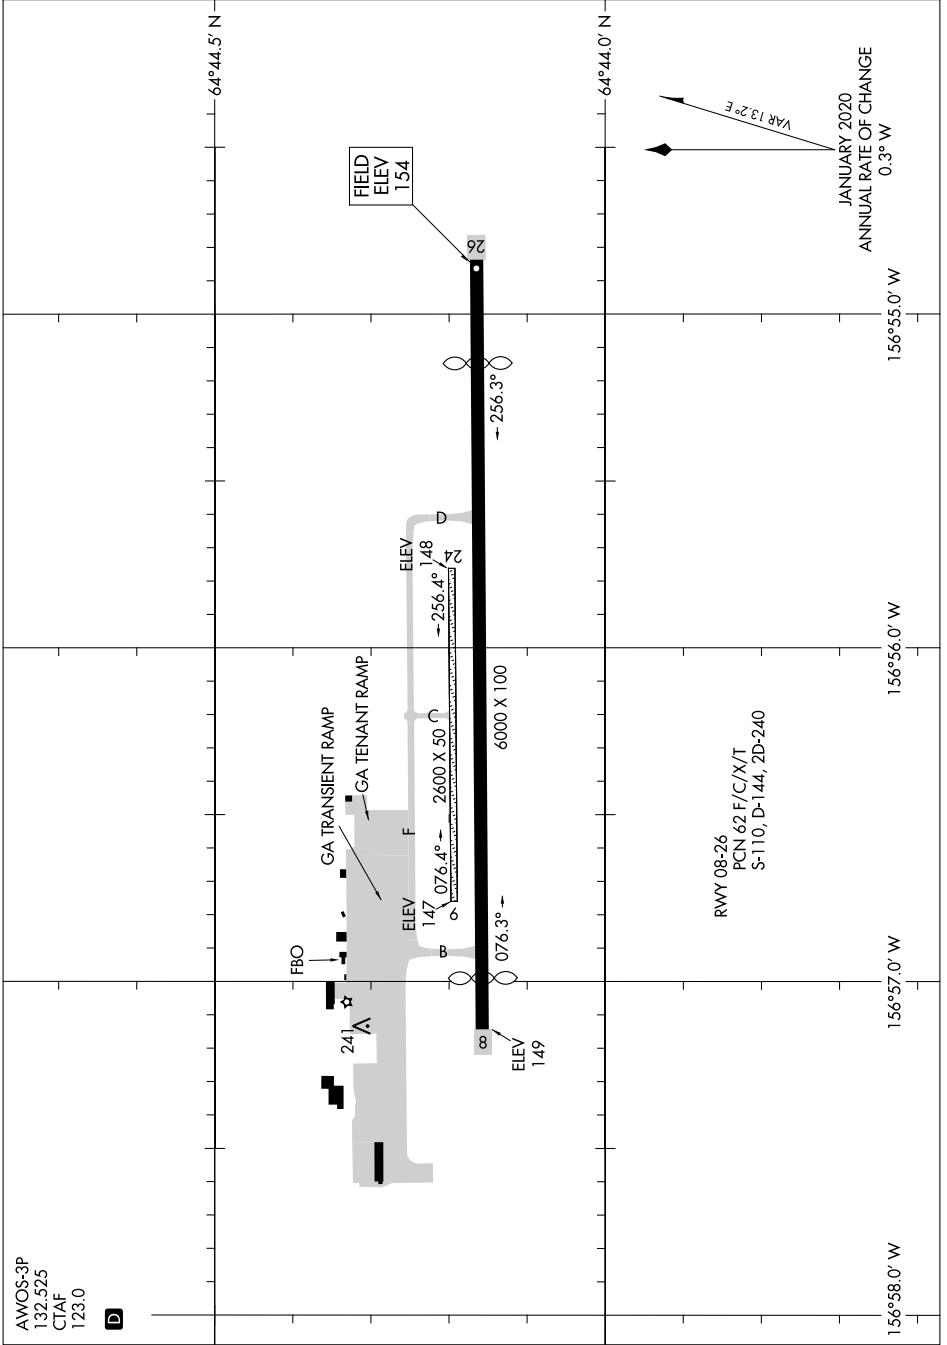 AWOS-3P
132.525
CTAF
123.0
D
64°44.5' N
64°44.0' N
FIELD
ELEV
154
VAR 13.2° E
JANUARY 2020
ANNUAL RATE OF CHANGE
0.3° W
26
256.3°
D
ELEV
148
24
256.4°
GA TENANT RAMP
GA TRANSIENT RAMP
C
2600 X 50
6000 X 100
F
076.4°
ELEV
147
6
FBO
B
076.3°
241
8
ELEV
149
RWY 08-26
PCN 62 F/C/X/T
S-110, D-144, 2D-240
156°55.0' W
156°56.0' W
156°57.0' W
156°58.0' W